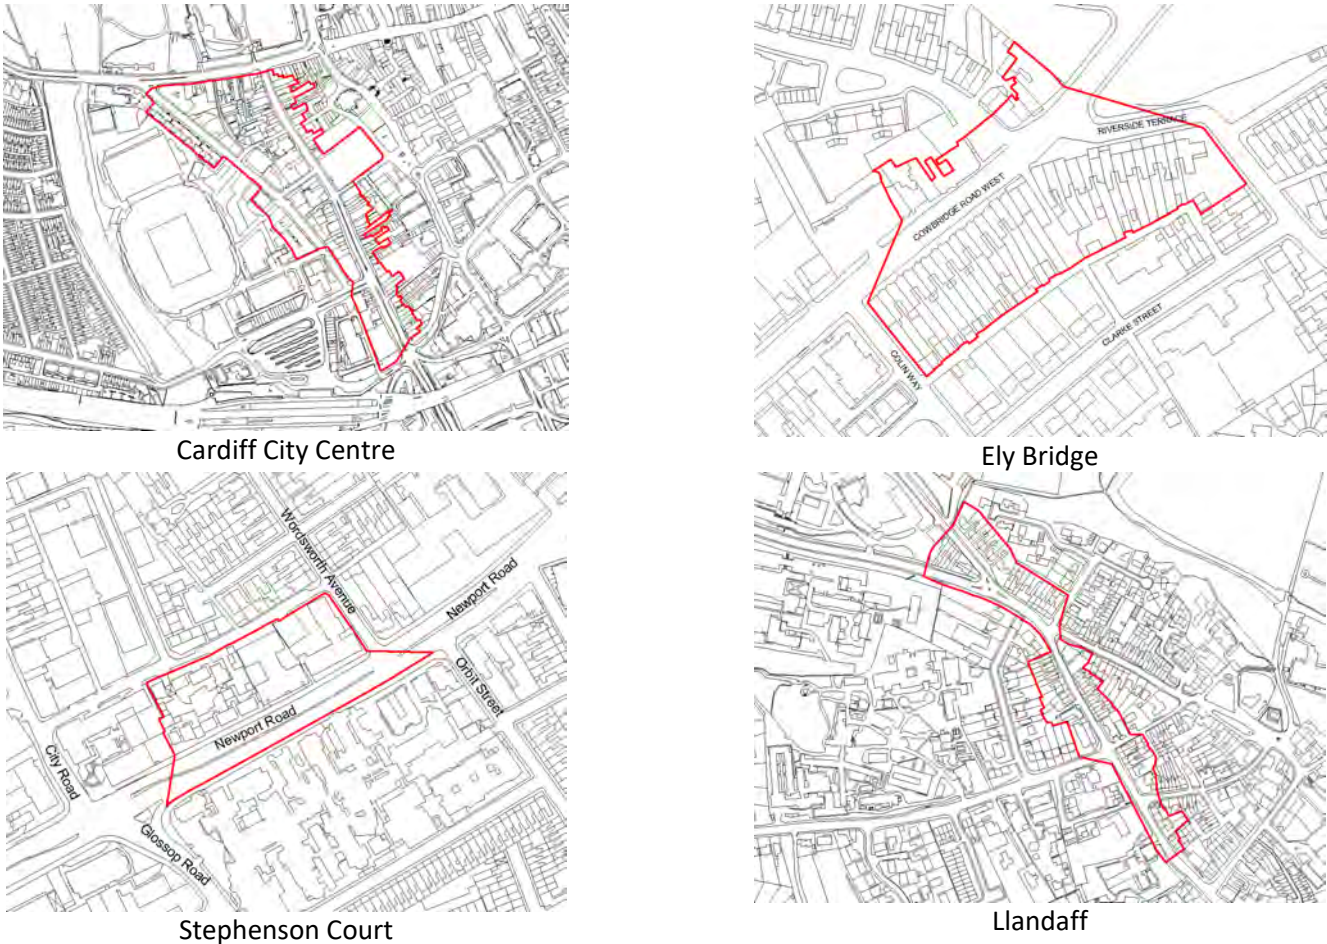 Cardiff City Centre
RIVERSIDE TERRACE
COWBRIDGE ROAD WEST
CLARKE STREET
COLIN WAY
Ely Bridge
Wordsworth Avenue
Newport Road
Orbit Street
Newport Road
City Road
Glossop Road
Stephenson Court
Llandaff